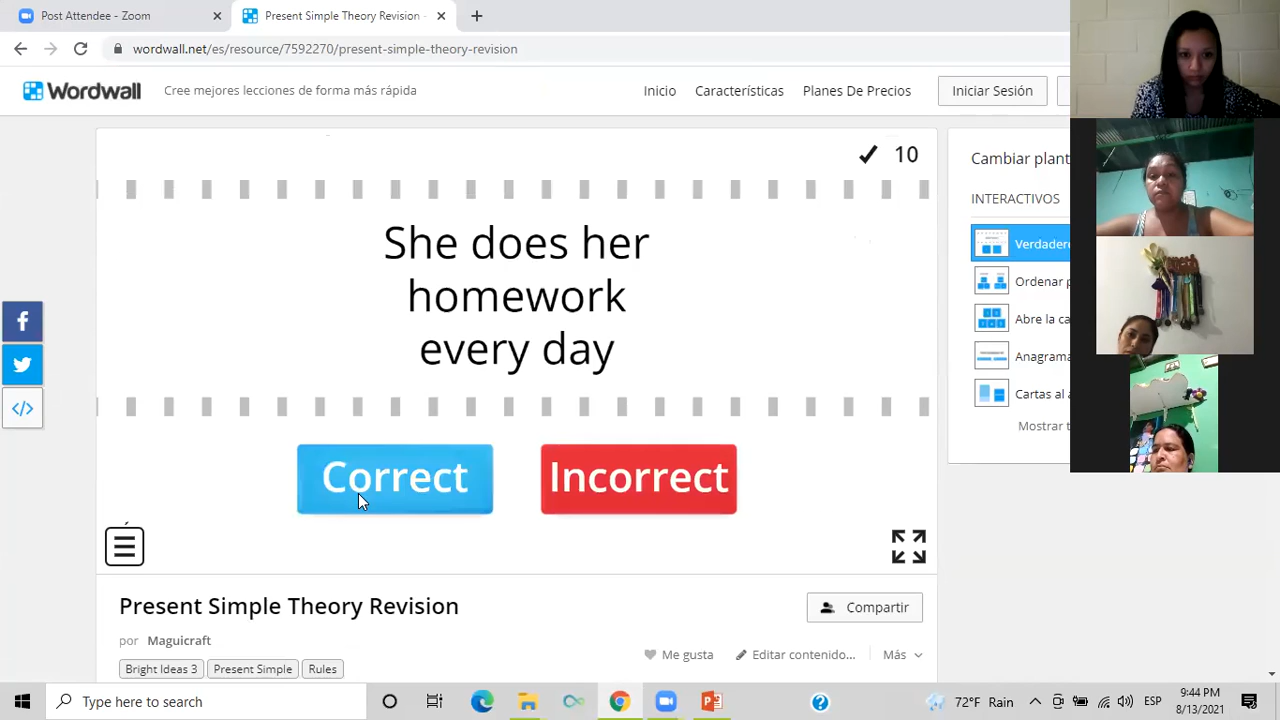 Post Attendee - Zoom
Present Simple Theory Revision -
wordwall.net/es/resource/7592270/present-simple-theory-revision
Wordwall
Cree mejores lecciones de forma más rápida
Inicio
Características
Planes De Precios
Iniciar Sesión
10
She does her
homework
every day
Correct
Incorrect
Cambiar plant
INTERACTIVOS
Verdadero
Ordenar p
Abre la ca
Anagrama
Cartas al a
Mostrar t
Present Simple Theory Revision
Compartir
por Maguicraft
Me gusta
Editar contenido...
Más
Bright Ideas 3
Present Simple
Rules
Type here to search
72°F Rain
ESP
9:44 PM
8/13/2021